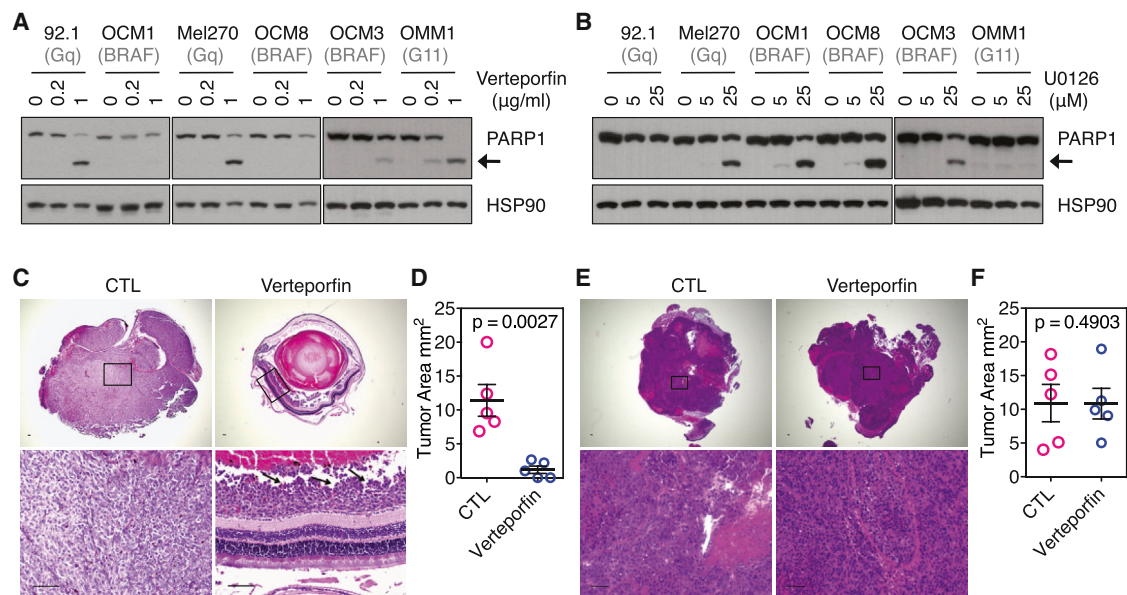 A
92.1 OCM1 Mel270 OCM8 OCM3 OMM1
(Gq) (BRAF) (Gq) (BRAF) (BRAF) (G11)
0 0.2 1 0 0.2 1 0 0.2 1 0 0.2 1 0 0.2 1 0 0.2 1
Verteporfin
(µg/ml)
PARP1
HSP90
B
92.1 Mel270 OCM1 OCM8 OCM3 OMM1
(Gq) (Gq) (BRAF) (BRAF) (BRAF) (G11)
0 5 25 0 5 25 0 5 25 0 5 25 0 5 25 0 5 25
U0126
(µM)
PARP1
HSP90
C
CTL Verteporfin
D
Tumor Area mm²
25
20
15
10
5
0
p = 0.0027
CTL
Verteporfin
E
CTL Verteporfin
F
Tumor Area mm²
25
20
15
10
5
0
p = 0.4903
CTL
Verteporfin